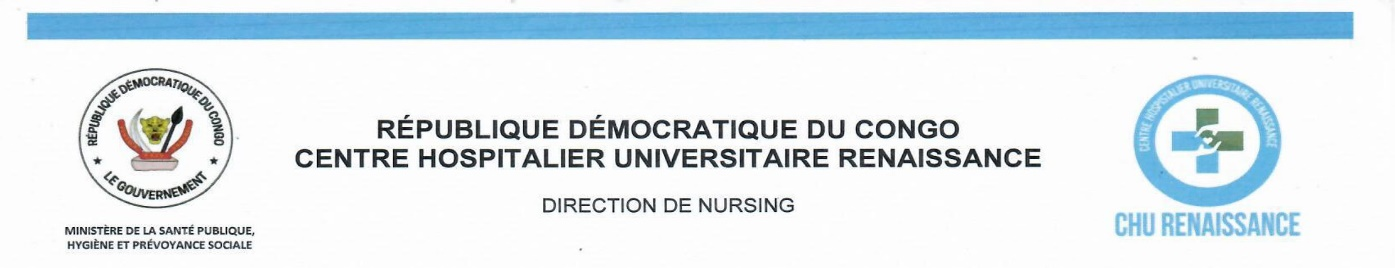 RÉPUBLIQUE DÉMOCRATIQUE DU CONGO
LE GOUVERNEMENT
MINISTÈRE DE LA SANTÉ PUBLIQUE,
HYGIÈNE ET PRÉVOYANCE SOCIALE
RÉPUBLIQUE DÉMOCRATIQUE DU CONGO
CENTRE HOSPITALIER UNIVERSITAIRE RENAISSANCE
DIRECTION DE NURSING
CENTRE HOSPISTALIER UNIVERSITAIRE RENAISSANCE
CHU RENAISSANCE